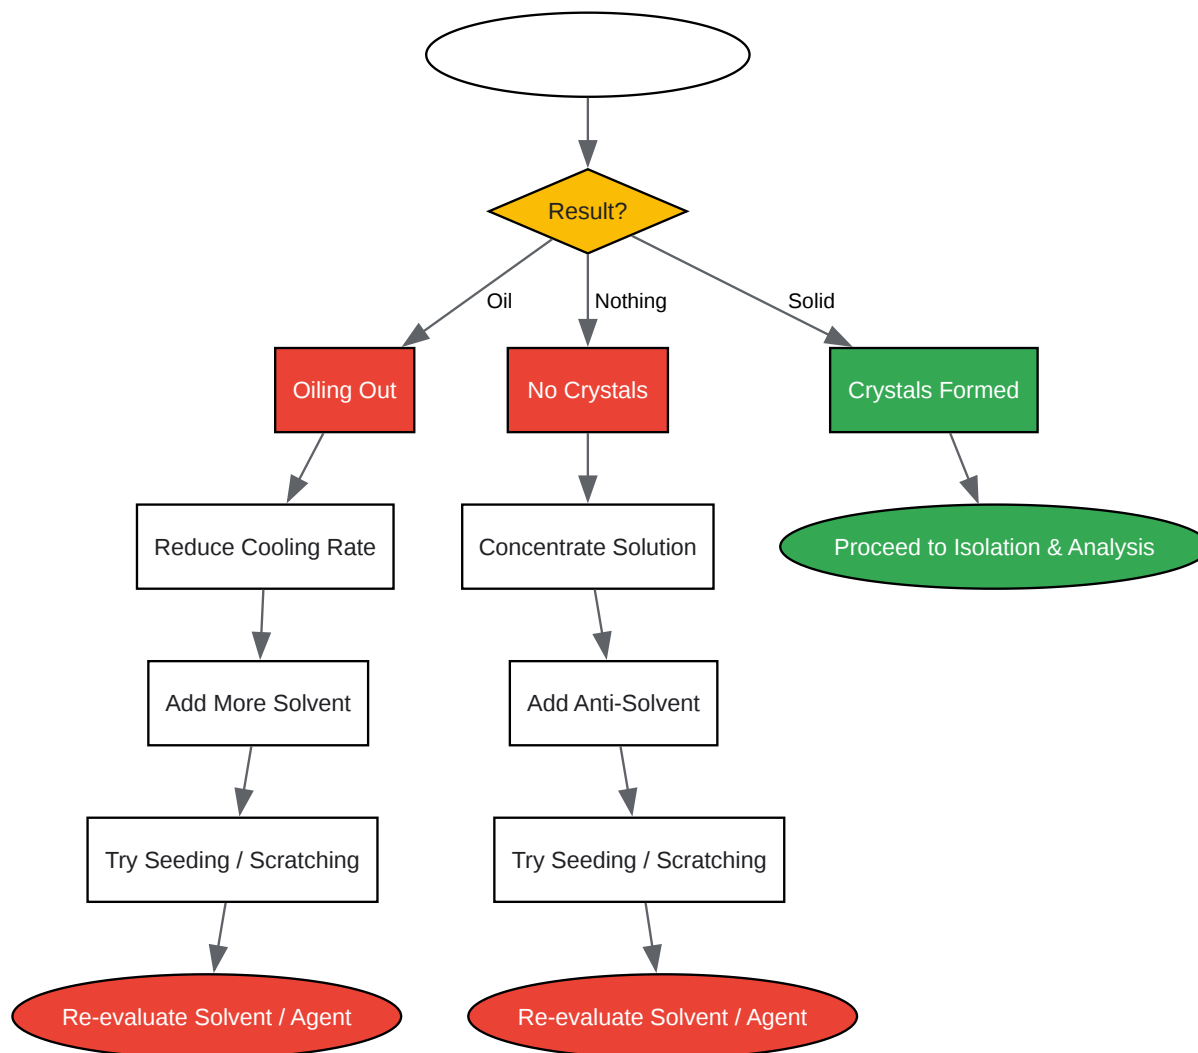 Result?
Oil
Nothing
Solid
Oiling Out
No Crystals
Crystals Formed
Reduce Cooling Rate
Concentrate Solution
Proceed to Isolation & Analysis
Add More Solvent
Add Anti-Solvent
Try Seeding / Scratching
Try Seeding / Scratching
Re-evaluate Solvent / Agent
Re-evaluate Solvent / Agent